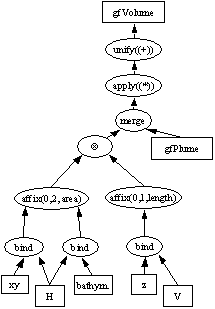 gfVolume
unify((+))
apply((*))
merge
⊗
gfPlume
affix(0,2, area)
affix(0,1,length)
bind
bind
bind
xy
H
bathym.
z
V